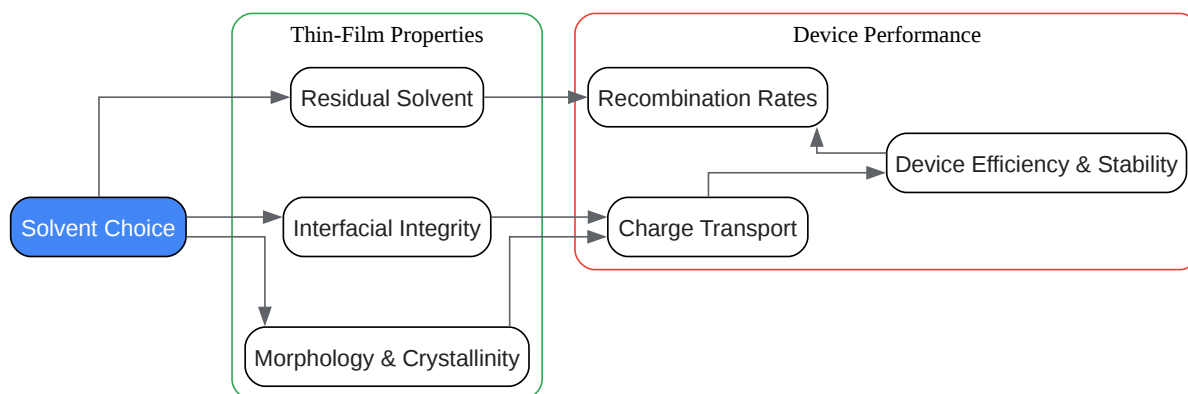 Thin-Film Properties
Device Performance
Residual Solvent
Recombination Rates
Device Efficiency & Stability
Solvent Choice
Interfacial Integrity
Charge Transport
Morphology & Crystallinity